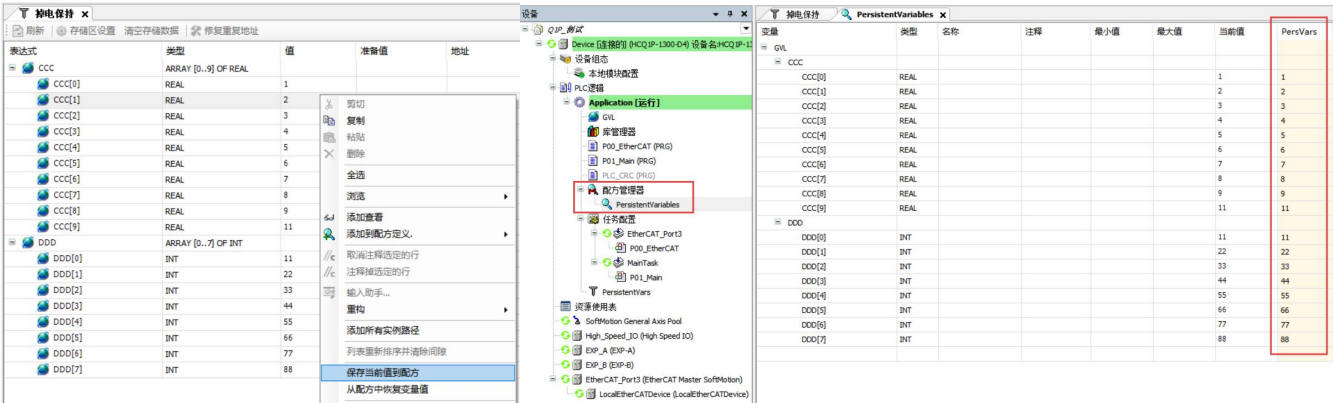 掉电保持 ×
刷新 存储区设置 清空存储数据 修复重复地址
表达式 类型 值 准备值 地址
CCC ARRAY [0..9] OF REAL
CCC[0] REAL 1
CCC[1] REAL 2
CCC[2] REAL 3
CCC[3] REAL 4
CCC[4] REAL 5
CCC[5] REAL 6
CCC[6] REAL 7
CCC[7] REAL 8
CCC[8] REAL 9
CCC[9] REAL 11
DDD ARRAY [0..7] OF INT
DDD[0] INT 11
DDD[1] INT 22
DDD[2] INT 33
DDD[3] INT 44
DDD[4] INT 55
DDD[5] INT 66
DDD[6] INT 77
DDD[7] INT 88
剪切
复制
粘贴
删除
全选
浏览
添加查看
添加到配方定义.
取消注释选定的行
注释掉选定的行
输入助手...
重构
添加所有实例路径
列表重新排序并清除间隙
保存当前值到配方
从配方中恢复变量值
设备
Q1P_测试
Device [连接的] (HCQ1P-1300-D4) 设备名:HCQ1P-13
设备组态
本地模块配置
PLC逻辑
Application [运行]
GVL
库管理器
P00_EtherCAT (PRG)
P01_Main (PRG)
PLC_CRC (PRG)
配方管理器
PersistentVariables
任务配置
EtherCAT_Port3
P00_EtherCAT
MainTask
P01_Main
PersistentVars
资源使用表
SoftMotion General Axis Pool
High_Speed_IO (High Speed IO)
EXP_A (EXP-A)
EXP_B (EXP-B)
EtherCAT_Port3 (EtherCAT Master SoftMotion)
LocalEtherCATDevice (LocalEtherCATDevice)
掉电保持 PersistentVariables ×
变量 类型 名称 注释 最小值 最大值 当前值 PersVars
GVL
CCC
CCC[0] REAL 1 1
CCC[1] REAL 2 2
CCC[2] REAL 3 3
CCC[3] REAL 4 4
CCC[4] REAL 5 5
CCC[5] REAL 6 6
CCC[6] REAL 7 7
CCC[7] REAL 8 8
CCC[8] REAL 9 9
CCC[9] REAL 11 11
DDD
DDD[0] INT 11 11
DDD[1] INT 22 22
DDD[2] INT 33 33
DDD[3] INT 44 44
DDD[4] INT 55 55
DDD[5] INT 66 66
DDD[6] INT 77 77
DDD[7] INT 88 88